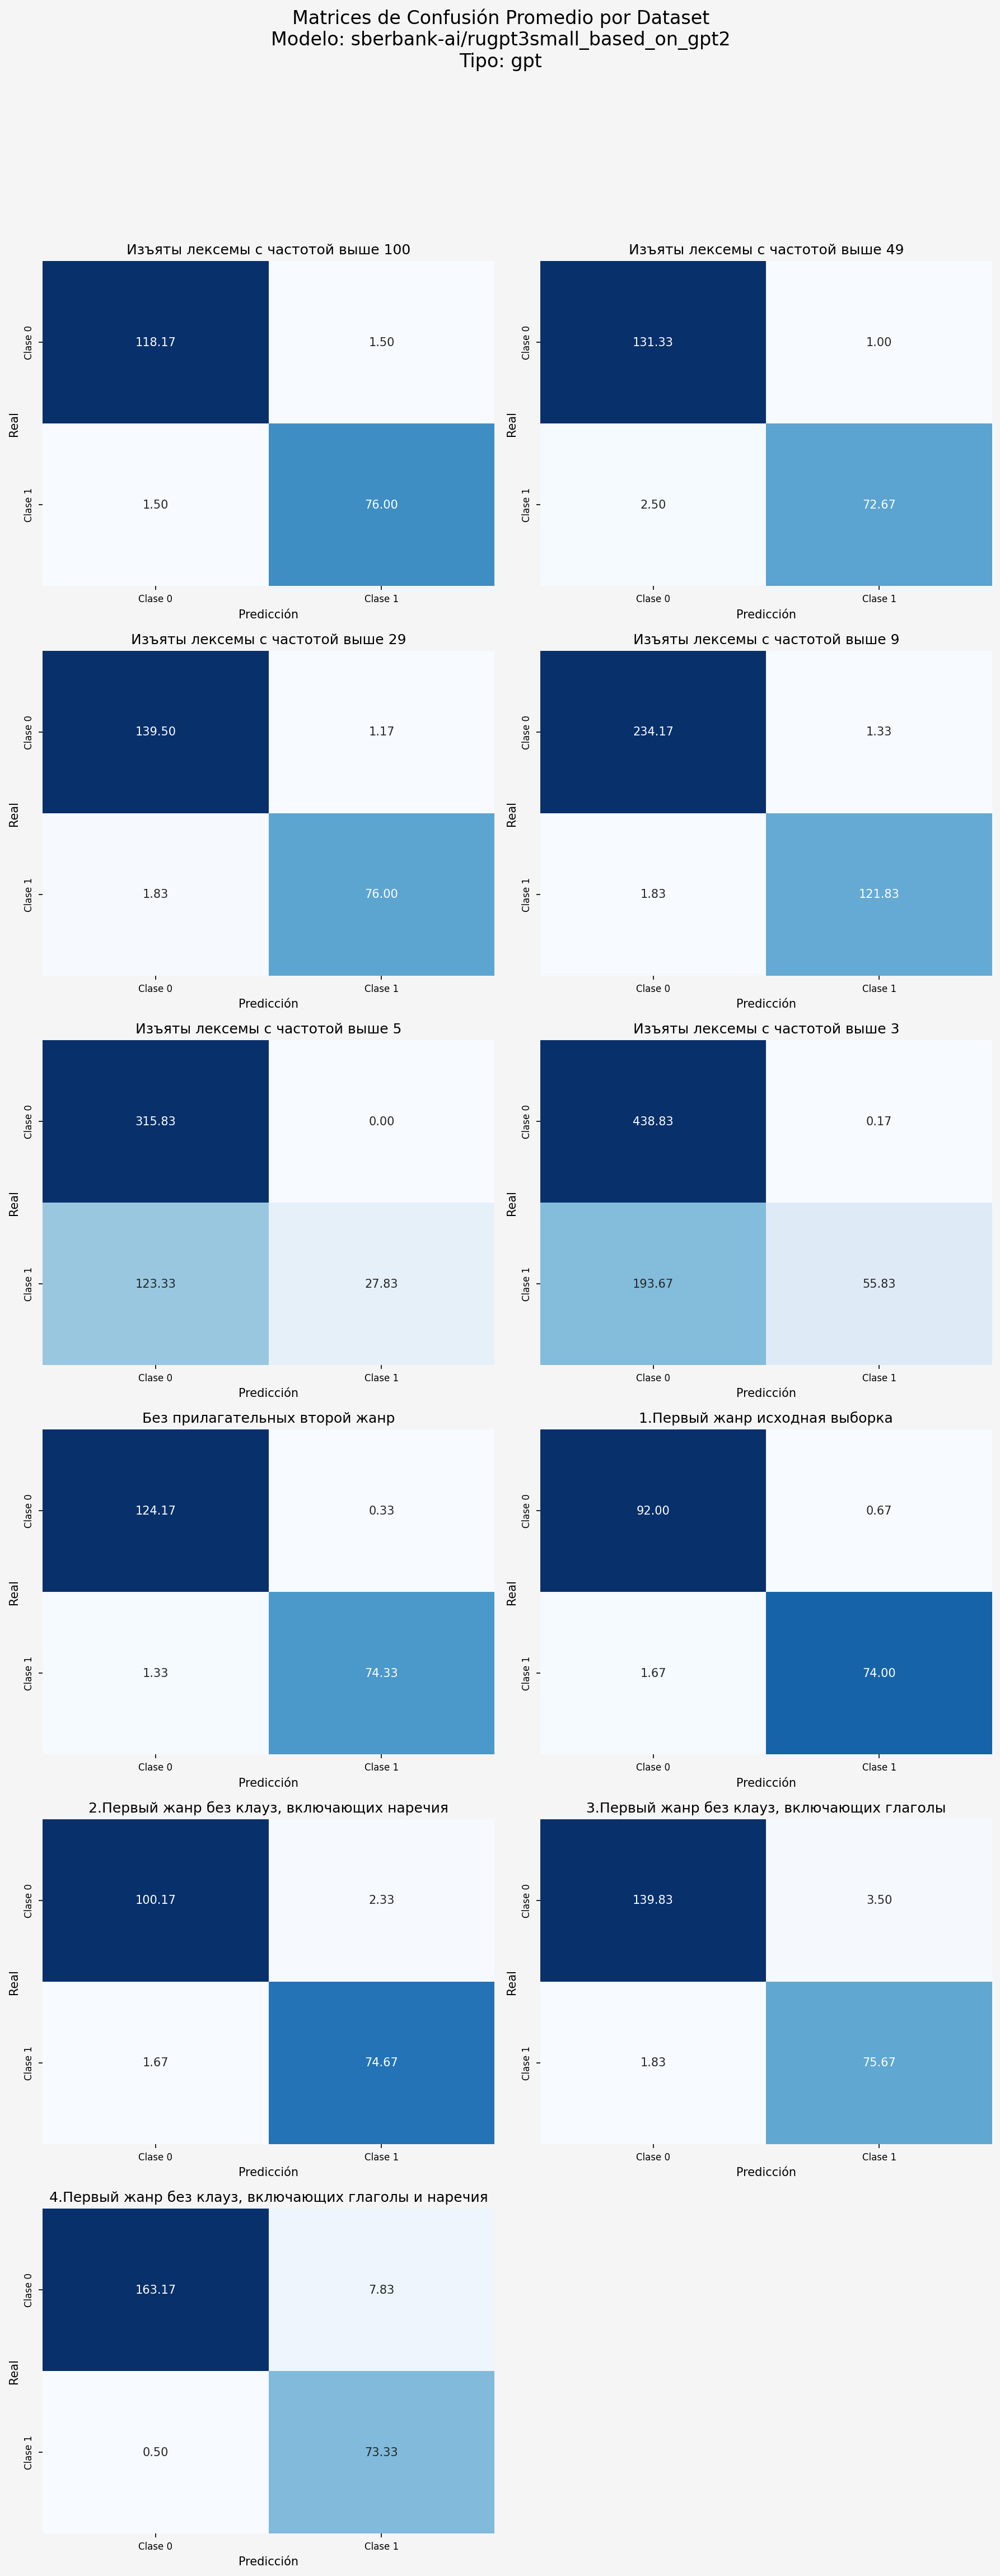 Matrices de Confusión Promedio por Dataset
Modelo: sberbank-ai/rugpt3small_based_on_gpt2
Tipo: gpt
Изъяты лексемы с частотой выше 100
Clase 0
118.17
1.50
Real
Clase 1
1.50
76.00
Clase 0
Clase 1
Predicción
Изъяты лексемы с частотой выше 49
Clase 0
131.33
1.00
Real
Clase 1
2.50
72.67
Clase 0
Clase 1
Predicción
Изъяты лексемы с частотой выше 29
Clase 0
139.50
1.17
Real
Clase 1
1.83
76.00
Clase 0
Clase 1
Predicción
Изъяты лексемы с частотой выше 9
Clase 0
234.17
1.33
Real
Clase 1
1.83
121.83
Clase 0
Clase 1
Predicción
Изъяты лексемы с частотой выше 5
Clase 0
315.83
0.00
Real
Clase 1
123.33
27.83
Clase 0
Clase 1
Predicción
Изъяты лексемы с частотой выше 3
Clase 0
438.83
0.17
Real
Clase 1
193.67
55.83
Clase 0
Clase 1
Predicción
Без прилагательных второй жанр
Clase 0
124.17
0.33
Real
Clase 1
1.33
74.33
Clase 0
Clase 1
Predicción
1.Первый жанр исходная выборка
Clase 0
92.00
0.67
Real
Clase 1
1.67
74.00
Clase 0
Clase 1
Predicción
2.Первый жанр без клауз, включающих наречия
Clase 0
100.17
2.33
Real
Clase 1
1.67
74.67
Clase 0
Clase 1
Predicción
3.Первый жанр без клауз, включающих глаголы
Clase 0
139.83
3.50
Real
Clase 1
1.83
75.67
Clase 0
Clase 1
Predicción
4.Первый жанр без клауз, включающих глаголы и наречия
Clase 0
163.17
7.83
Real
Clase 1
0.50
73.33
Clase 0
Clase 1
Predicción